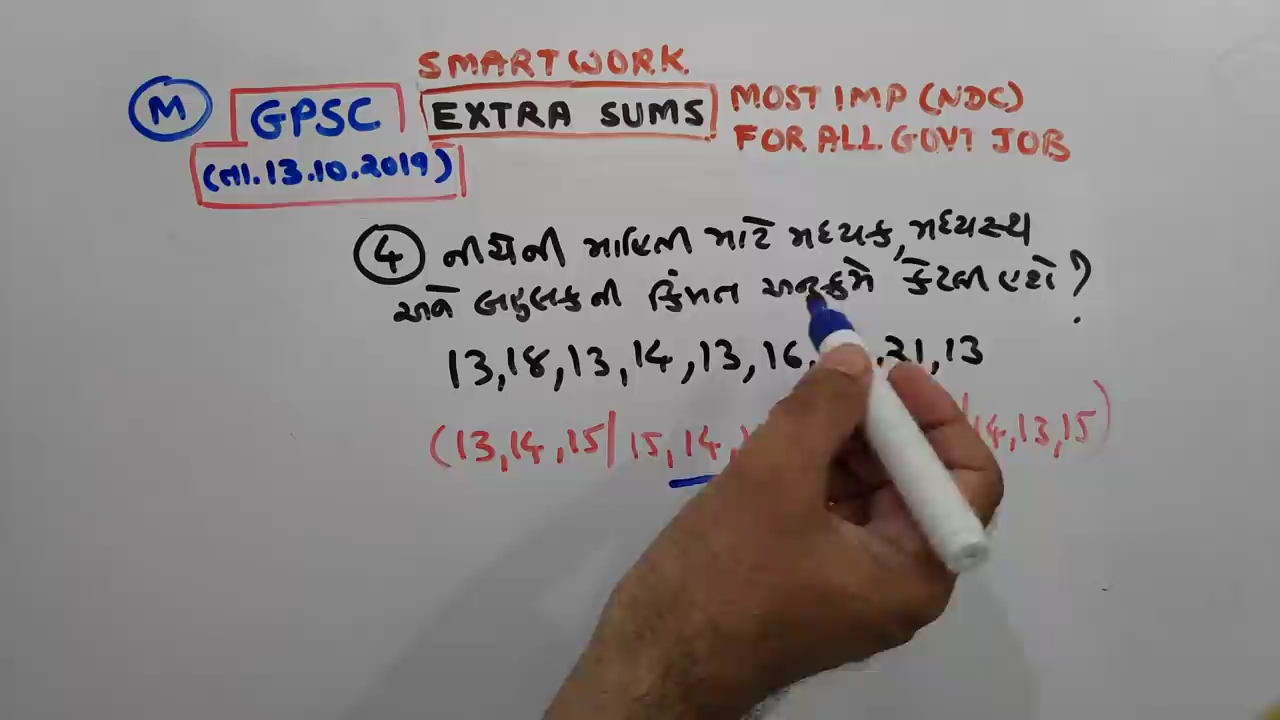 SMART WORK
M GPSC EXTRA SUMS MOST IMP (NDC)
FOR ALL GOVT JOB
(તા.13.10.2019)
4 નીચેની માહિતી માટે મધ્યક, મધ્યસ્થ
અને બહુલકની કિંમત અનુક્રમે કેટલી હશે?
13, 18, 13, 14, 13, 16, 21, 13
(13, 14, 15 | 15, 14, 14, 13, 15)